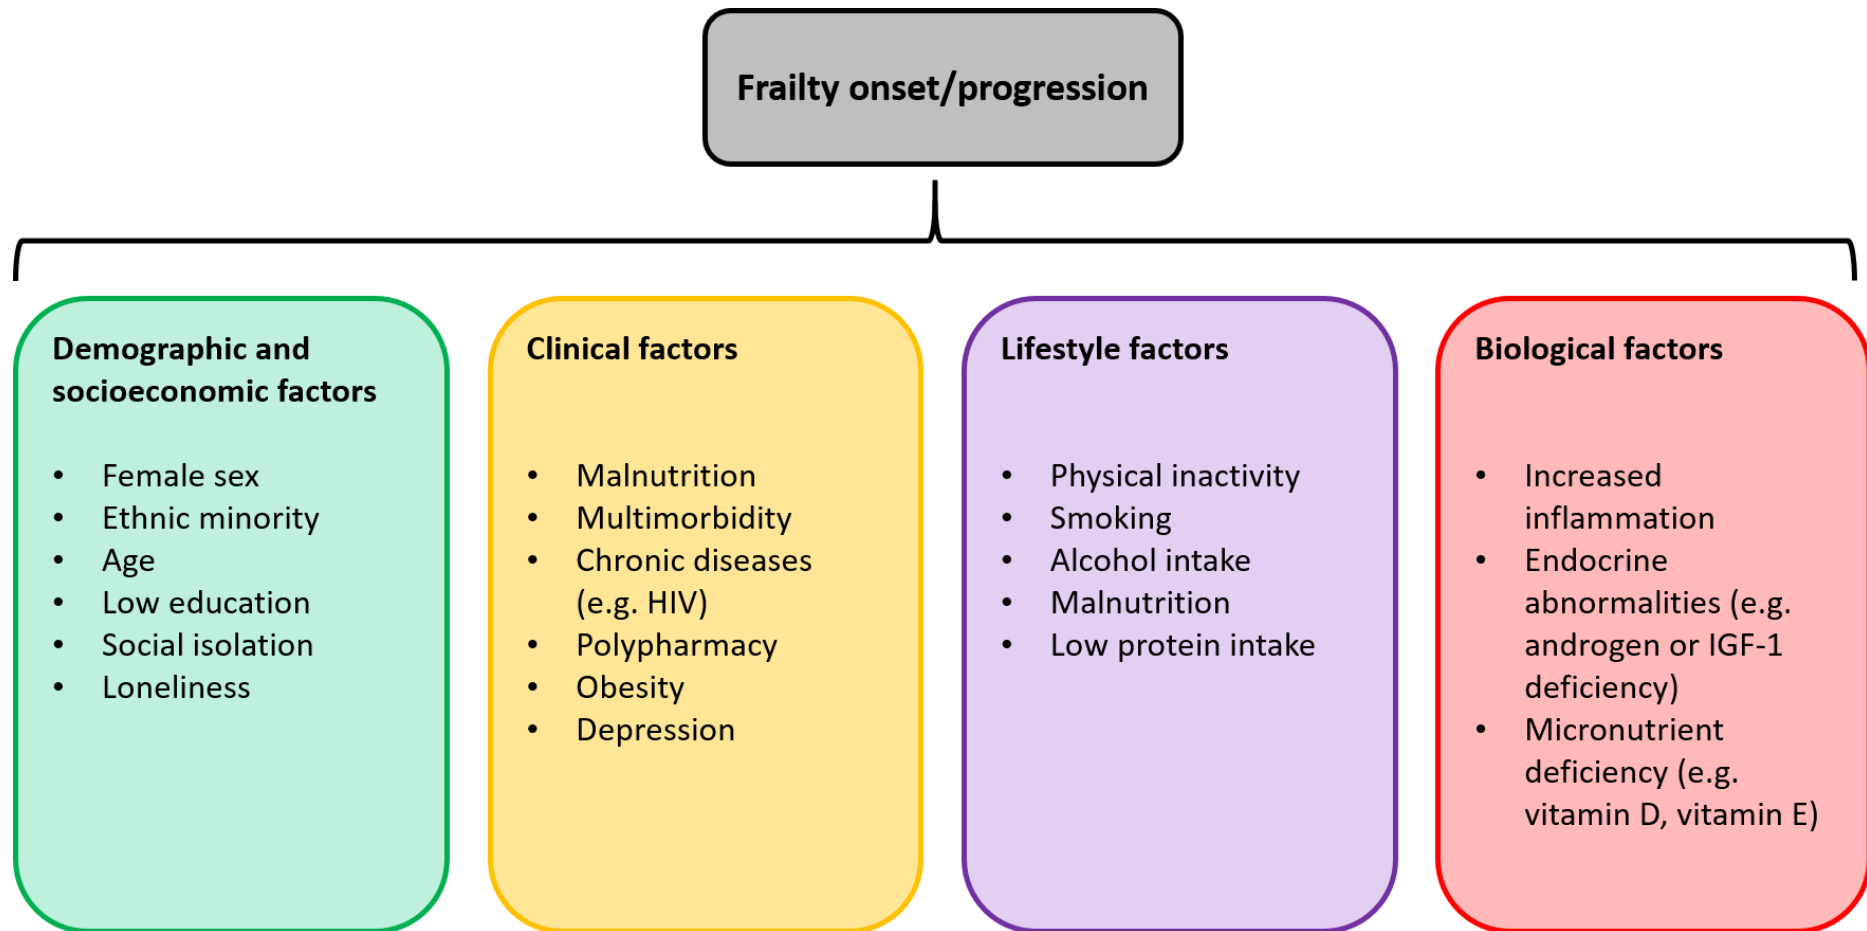 Frailty onset/progression
Demographic and
socioeconomic factors
• Female sex
• Ethnic minority
• Age
• Low education
• Social isolation
• Loneliness
Clinical factors
• Malnutrition
• Multimorbidity
• Chronic diseases
(e.g. HIV)
• Polypharmacy
• Obesity
• Depression
Lifestyle factors
• Physical inactivity
• Smoking
• Alcohol intake
• Malnutrition
• Low protein intake
Biological factors
• Increased
inflammation
• Endocrine
abnormalities (e.g.
androgen or IGF-1
deficiency)
• Micronutrient
deficiency (e.g.
vitamin D, vitamin E)